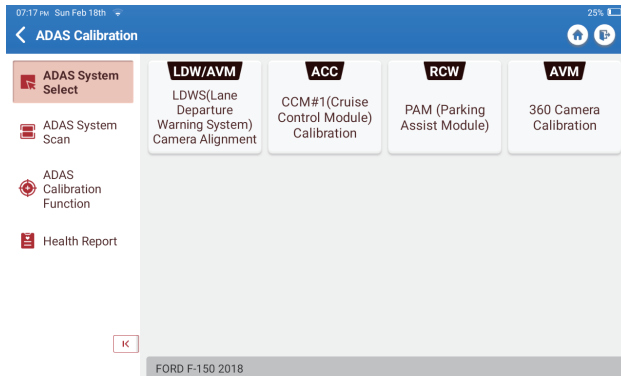 07:17 PM Sun Feb 18th
25%
ADAS Calibration
ADAS System
Select
ADAS System
Scan
ADAS
Calibration
Function
Health Report
LDW/AVM
LDWS(Lane
Departure
Warning System)
Camera Alignment
ACC
CCM#1(Cruise
Control Module)
Calibration
RCW
PAM (Parking
Assist Module)
AVM
360 Camera
Calibration
FORD F-150 2018